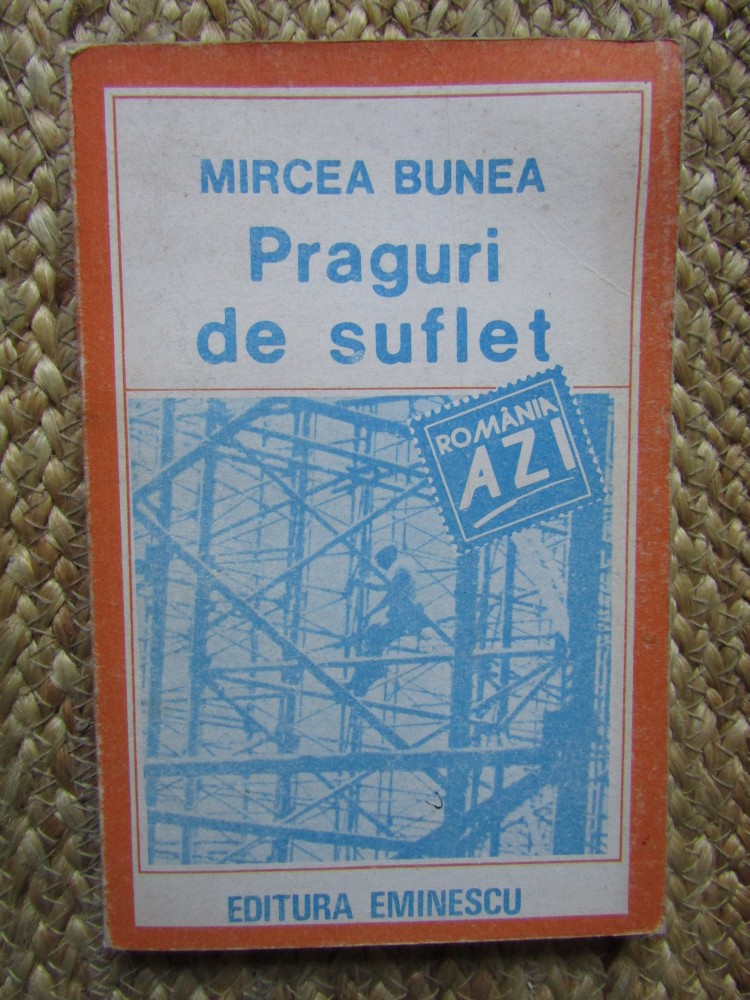 MIRCEA BUNEA
Praguri
de suflet
ROMÂNIA
AZI
EDITURA EMINESCU